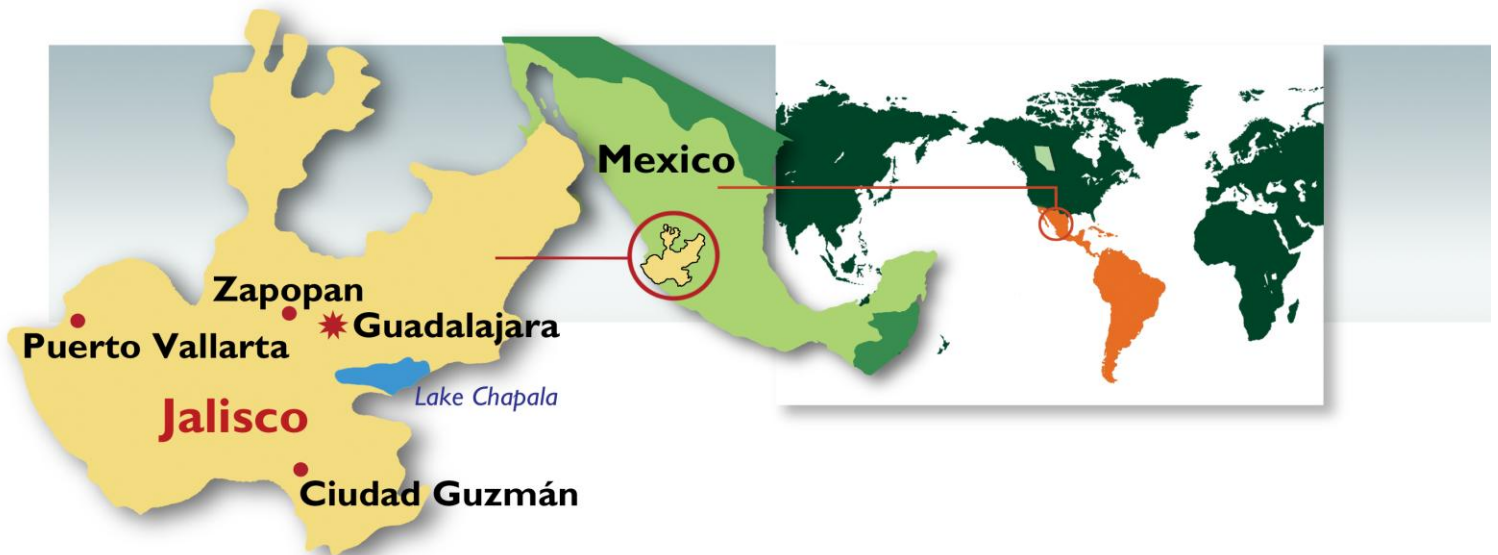 Mexico
Zapopan
Guadalajara
Puerto Vallarta
Lake Chapala
Jalisco
Ciudad Guzmán